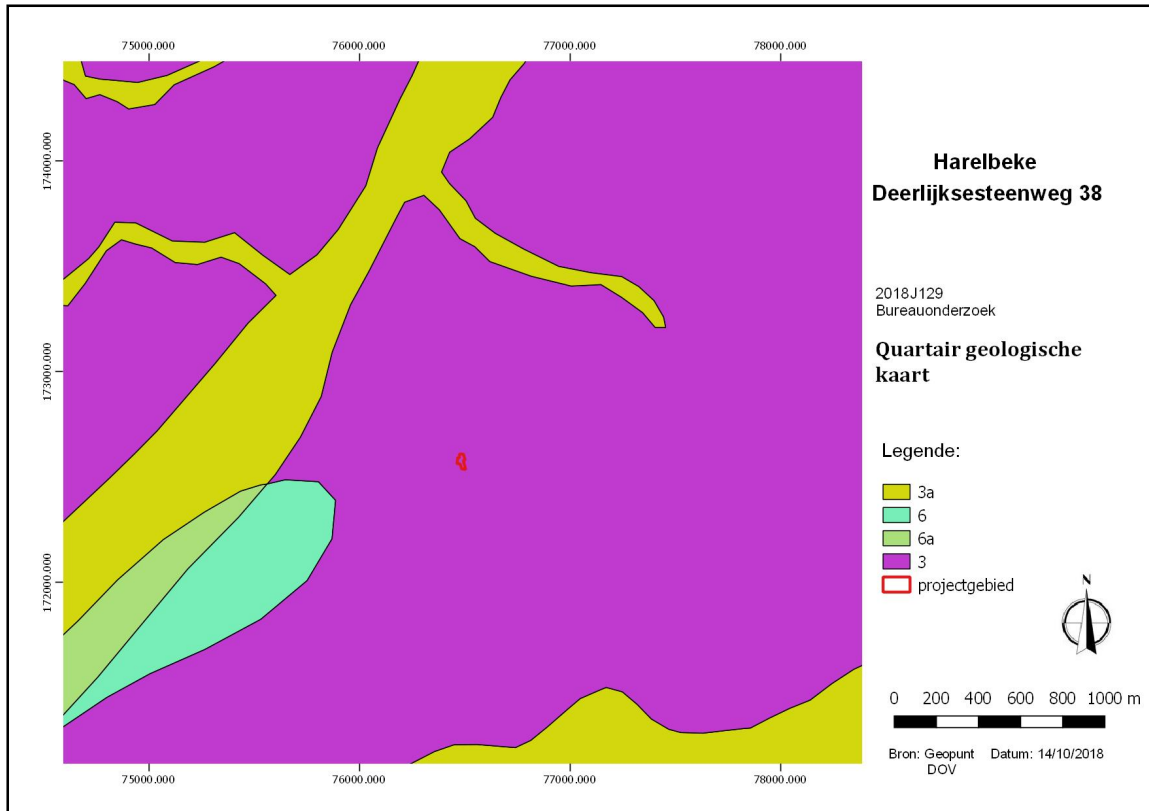 75000.000 76000.000 77000.000 78000.000
174000.000
173000.000
172000.000
75000.000 76000.000 77000.000 78000.000
Harelbeke
Deerlijksesteenweg 38
2018J129
Bureauonderzoek
Quartair geologische
kaart
Legende:
3a
6
6a
3
projectgebied
N
0 200 400 600 800 1000 m
Bron: Geopunt Datum: 14/10/2018
DOV